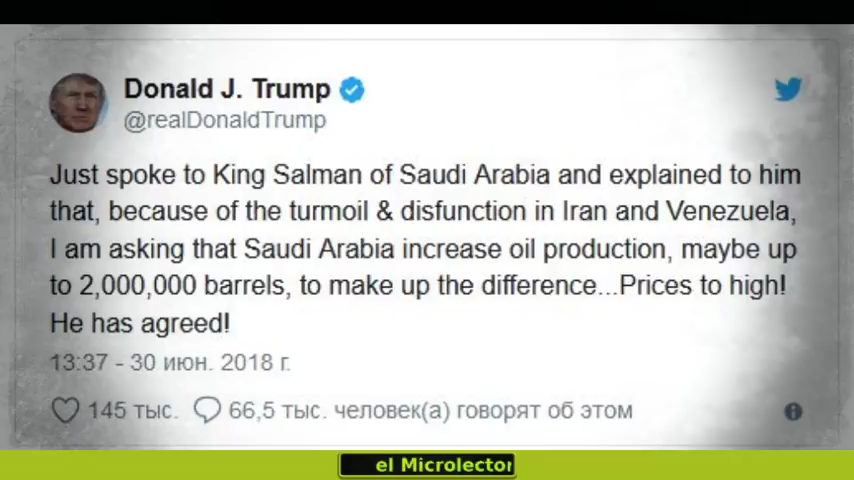 Donald J. Trump
@realDonaldTrump
Just spoke to King Salman of Saudi Arabia and explained to him
that, because of the turmoil & disfunction in Iran and Venezuela,
I am asking that Saudi Arabia increase oil production, maybe up
to 2,000,000 barrels, to make up the difference...Prices to high!
He has agreed!
13:37 - 30 июн. 2018 г.
145 тыс. 66,5 тыс. человек(а) говорят об этом
el Microlector